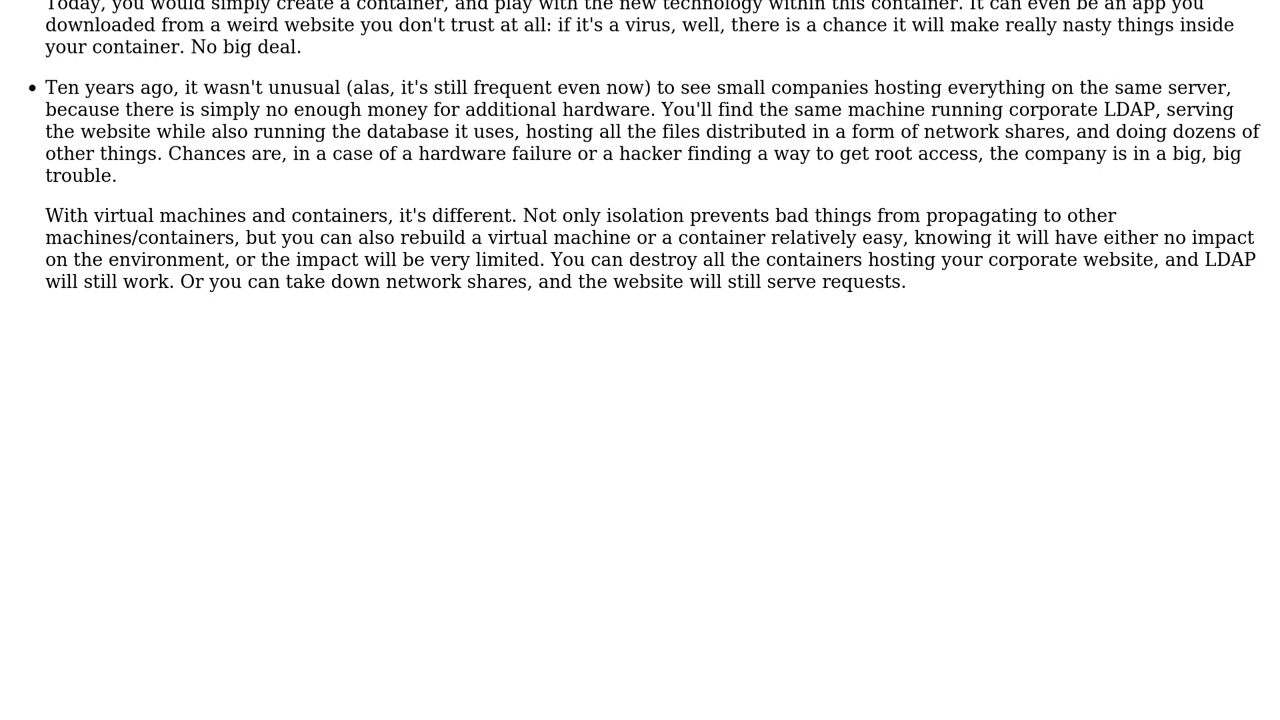 Today, you would simply create a container, and play with the new technology within this container. It can even be an app you
downloaded from a weird website you don't trust at all: if it's a virus, well, there is a chance it will make really nasty things inside
your container. No big deal.
• Ten years ago, it wasn't unusual (alas, it's still frequent even now) to see small companies hosting everything on the same server,
because there is simply no enough money for additional hardware. You'll find the same machine running corporate LDAP, serving
the website while also running the database it uses, hosting all the files distributed in a form of network shares, and doing dozens of
other things. Chances are, in a case of a hardware failure or a hacker finding a way to get root access, the company is in a big, big
trouble.
With virtual machines and containers, it's different. Not only isolation prevents bad things from propagating to other
machines/containers, but you can also rebuild a virtual machine or a container relatively easy, knowing it will have either no impact
on the environment, or the impact will be very limited. You can destroy all the containers hosting your corporate website, and LDAP
will still work. Or you can take down network shares, and the website will still serve requests.